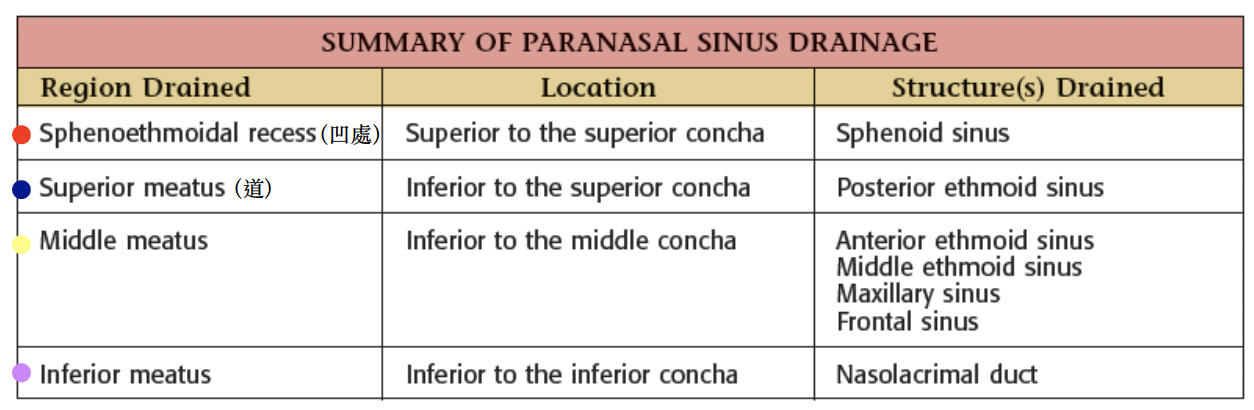 SUMMARY OF PARANASAL SINUS DRAINAGE
Region Drained Location Structure(s) Drained
Sphenoethmoidal recess (凹處) Superior to the superior concha Sphenoid sinus
Superior meatus (道) Inferior to the superior concha Posterior ethmoid sinus
Middle meatus Inferior to the middle concha Anterior ethmoid sinus
Middle ethmoid sinus
Maxillary sinus
Frontal sinus
Inferior meatus Inferior to the inferior concha Nasolacrimal duct